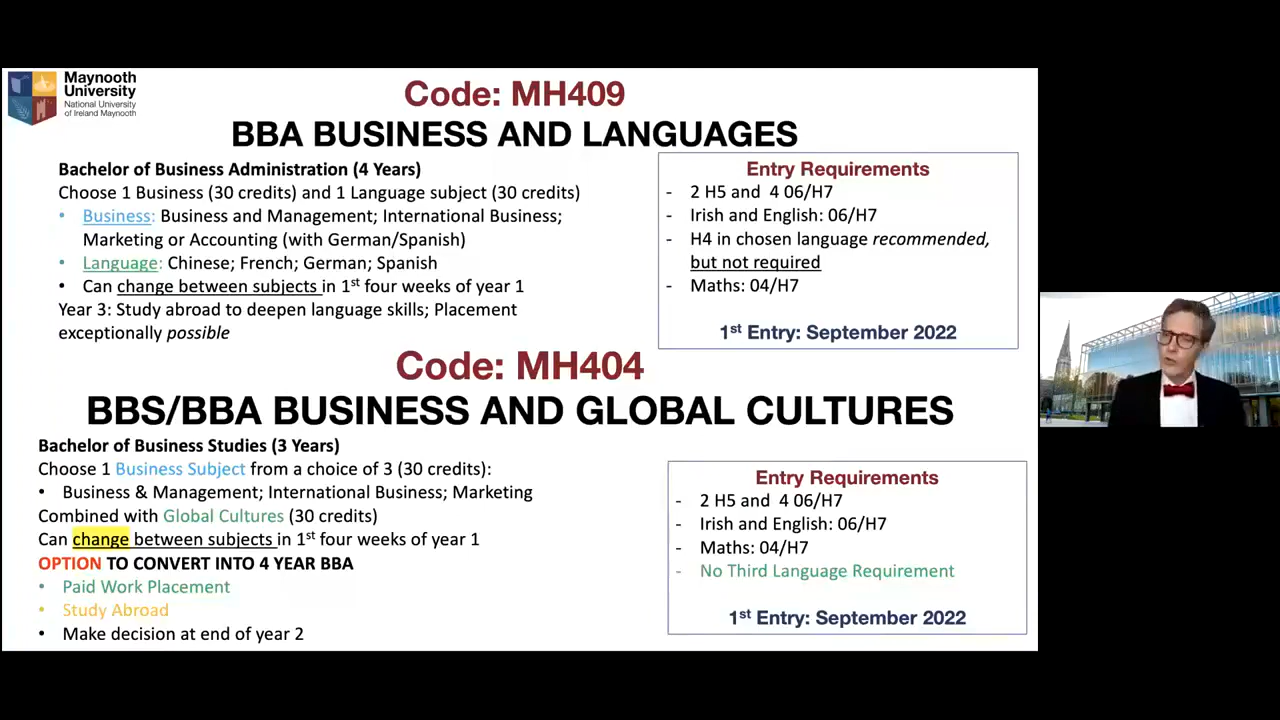 Maynooth
University
National University
of Ireland Maynooth
Code: MH409
BBA BUSINESS AND LANGUAGES
Bachelor of Business Administration (4 Years)
Choose 1 Business (30 credits) and 1 Language subject (30 credits)
• Business: Business and Management; International Business;
Marketing or Accounting (with German/Spanish)
• Language: Chinese; French; German; Spanish
• Can change between subjects in 1st four weeks of year 1
Year 3: Study abroad to deepen language skills; Placement
exceptionally possible
Entry Requirements
- 2 H5 and 4 06/H7
- Irish and English: 06/H7
- H4 in chosen language recommended,
but not required
- Maths: 04/H7
1st Entry: September 2022
Code: MH404
BBS/BBA BUSINESS AND GLOBAL CULTURES
Bachelor of Business Studies (3 Years)
Choose 1 Business Subject from a choice of 3 (30 credits):
• Business & Management; International Business; Marketing
Combined with Global Cultures (30 credits)
Can change between subjects in 1st four weeks of year 1
OPTION TO CONVERT INTO 4 YEAR BBA
• Paid Work Placement
• Study Abroad
• Make decision at end of year 2
Entry Requirements
- 2 H5 and 4 06/H7
- Irish and English: 06/H7
- Maths: 04/H7
- No Third Language Requirement
1st Entry: September 2022